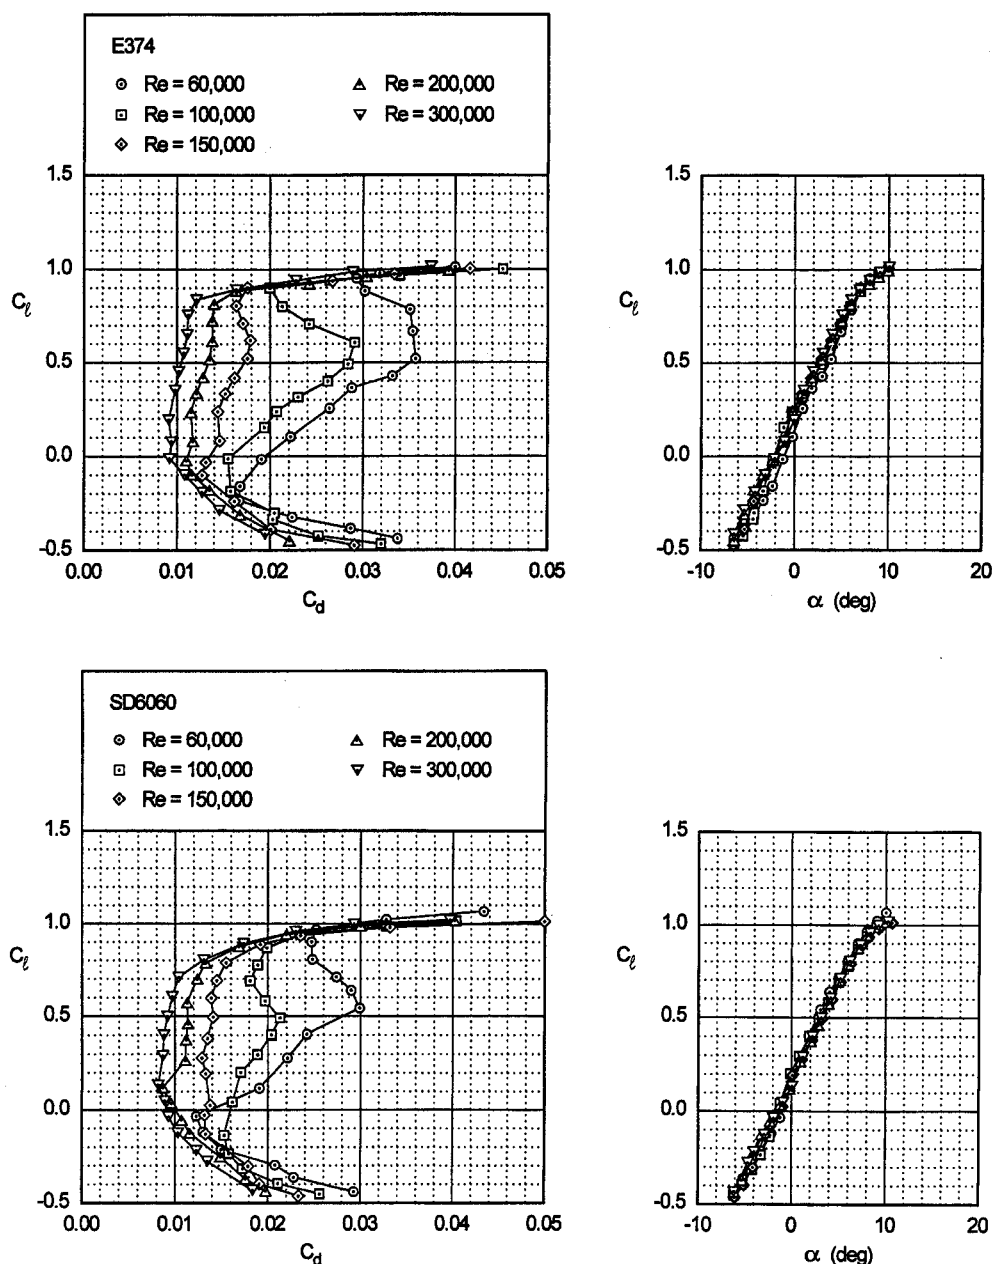 E374
Re = 60,000
Re = 200,000
Re = 100,000
Re = 300,000
Re = 150,000
1.5
1.0
Cℓ
0.5
0.0
-0.5
0.00 0.01 0.02 0.03 0.04 0.05
Cd
1.5
1.0
Cℓ
0.5
0.0
-0.5
-10 0 10 20
α (deg)
SD6060
Re = 60,000
Re = 200,000
Re = 100,000
Re = 300,000
Re = 150,000
1.5
1.0
Cℓ
0.5
0.0
-0.5
0.00 0.01 0.02 0.03 0.04 0.05
Cd
1.5
1.0
Cℓ
0.5
0.0
-0.5
-10 0 10 20
α (deg)